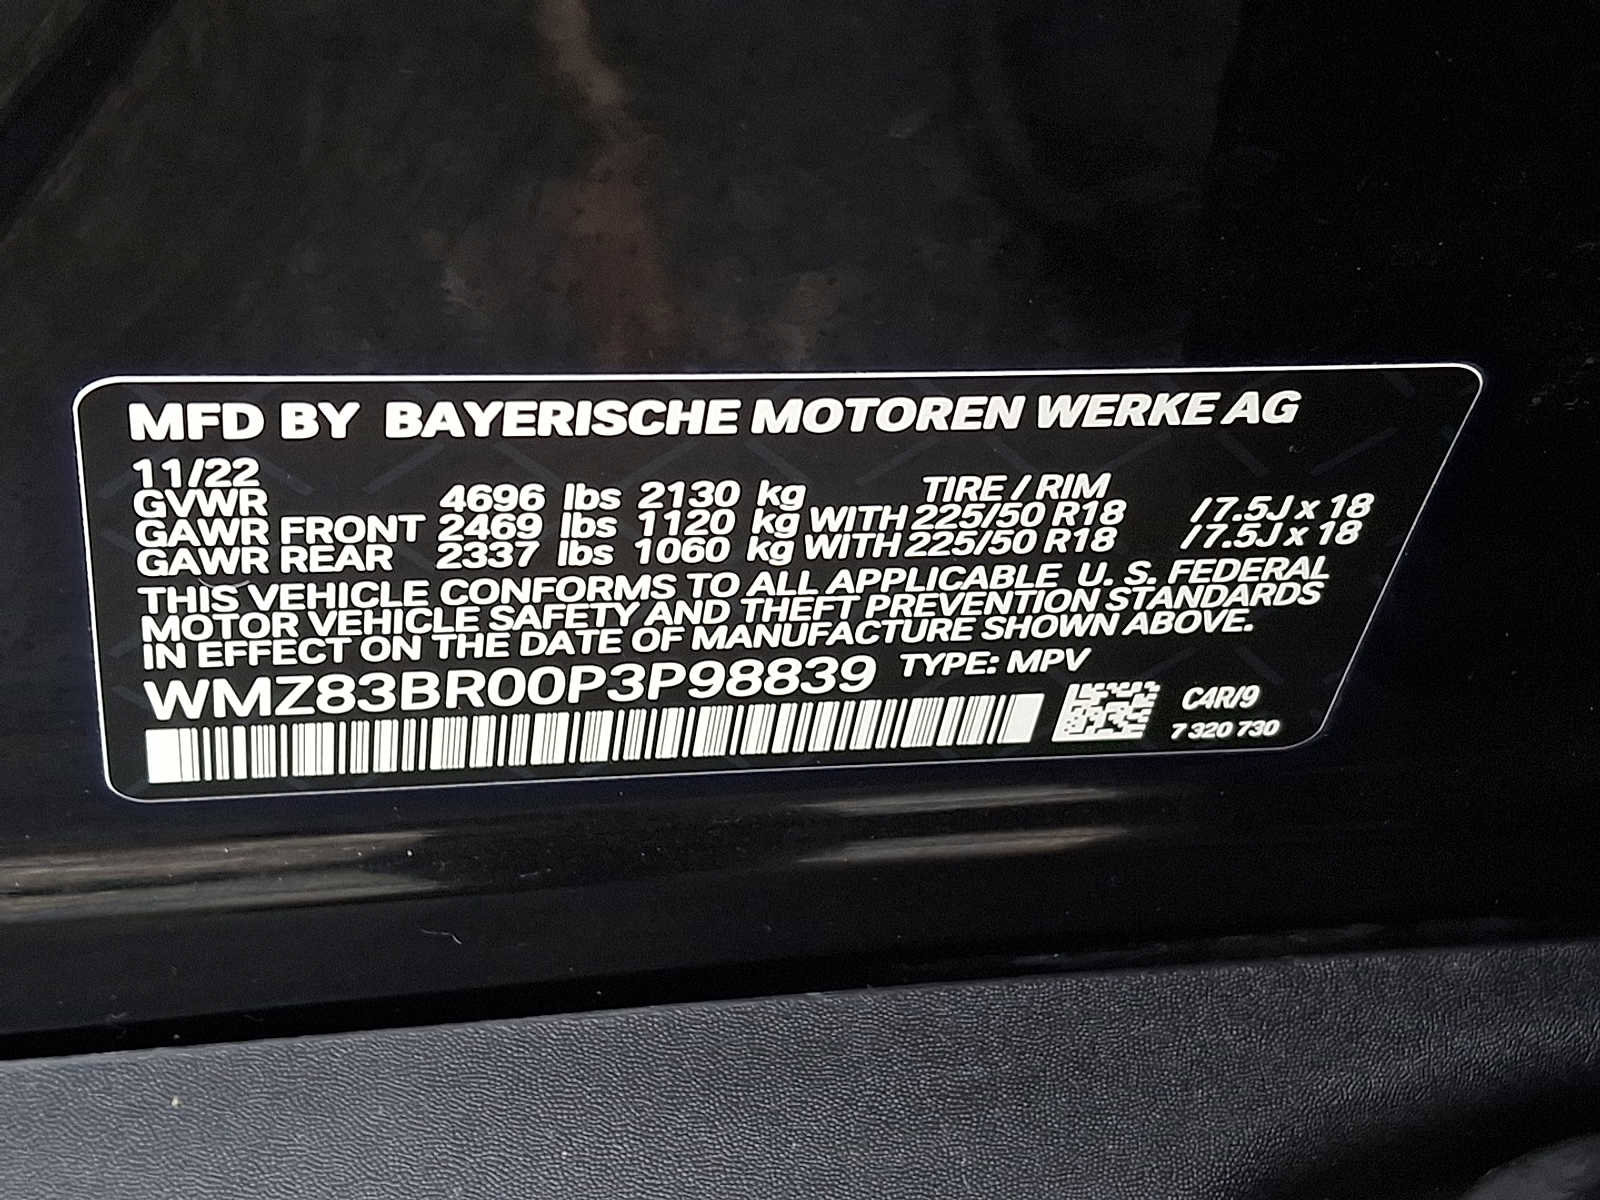 MFD BY BAYERISCHE MOTOREN WERKE AG
11/22
TIRE / RIM
GVWR 4696 lbs 2130 kg
GAWR FRONT 2469 lbs 1120 kg WITH 225/50 R18 /7.5J x 18
GAWR REAR 2337 lbs 1060 kg WITH 225/50 R18 /7.5J x 18
THIS VEHICLE CONFORMS TO ALL APPLICABLE U. S. FEDERAL
MOTOR VEHICLE SAFETY AND THEFT PREVENTION STANDARDS
IN EFFECT ON THE DATE OF MANUFACTURE SHOWN ABOVE.
WMZ83BR00P3P98839 TYPE: MPV
C4R/9
7 320 730